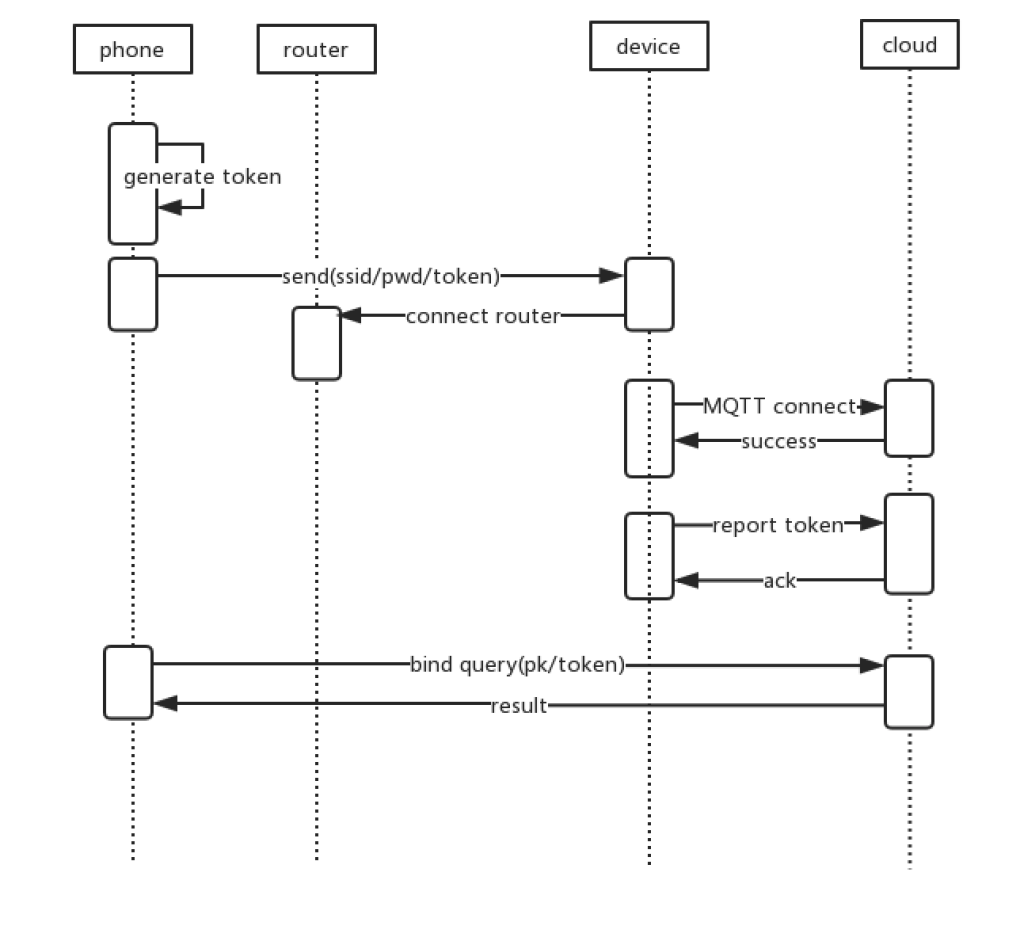 phone
router
device
cloud
generate token
send(ssid/pwd/token)
connect router
MQTT connect
success
report token
ack
bind query(pk/token)
result